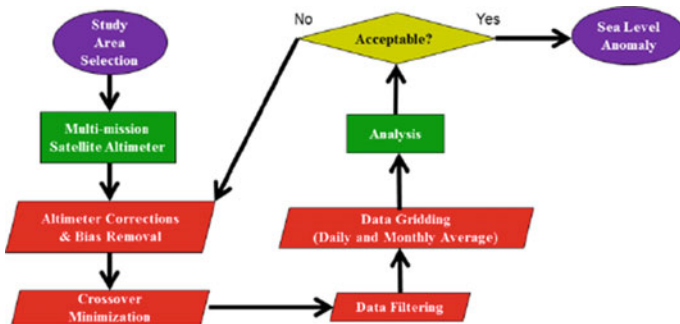 Study
Area
Selection
Multi-mission
Satellite Altimeter
Altimeter Corrections
& Bias Removal
Crossover
Minimization
Data Filtering
Data Gridding
(Daily and Monthly Average)
Analysis
Acceptable?
No
Yes
Sea Level
Anomaly